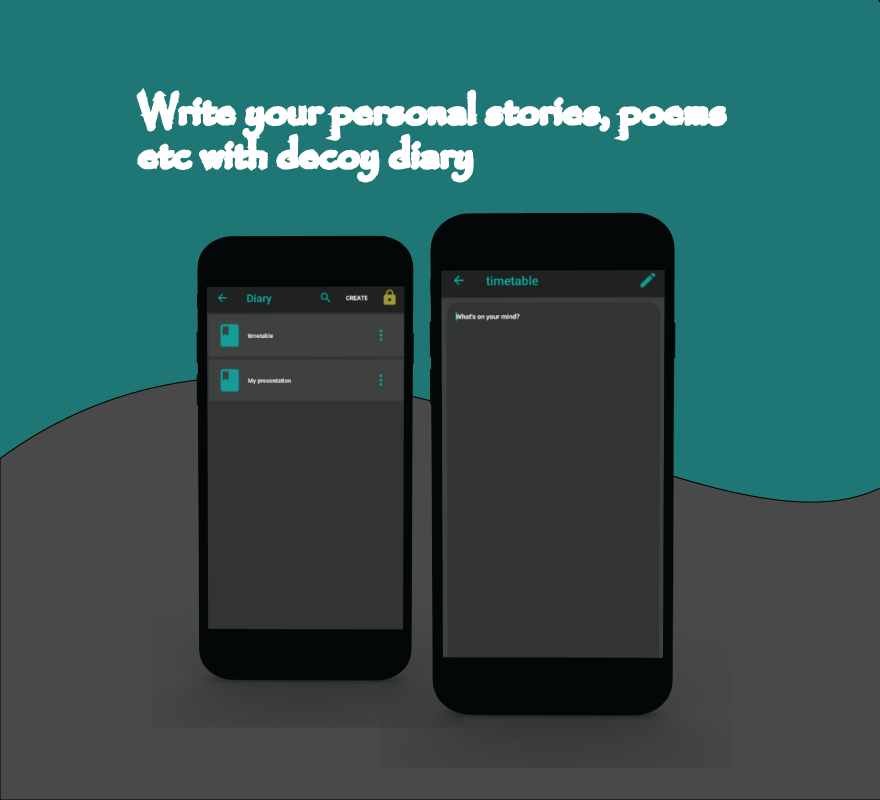 Write your personal stories, poems
etc with decoy diary
Diary
CREATE
timetable
My presentation
timetable
What's on your mind?